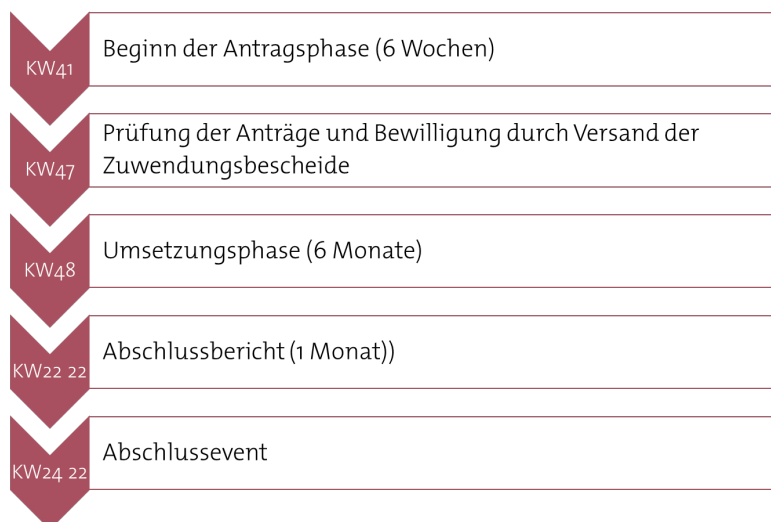 KW41
Beginn der Antragsphase (6 Wochen)
KW47
Prüfung der Anträge und Bewilligung durch Versand der
Zuwendungsbescheide
KW48
Umsetzungsphase (6 Monate)
KW22 22
Abschlussbericht (1 Monat))
KW24 22
Abschlussevent